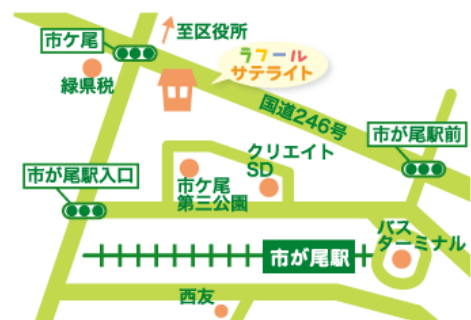 市ケ尾
至区役所
ラフール
サテライト
緑県税
国道246号
市が尾駅前
クリエイト
SD
市が尾駅入口
市ケ尾
第三公園
バス
ターミナル
市が尾駅
西友